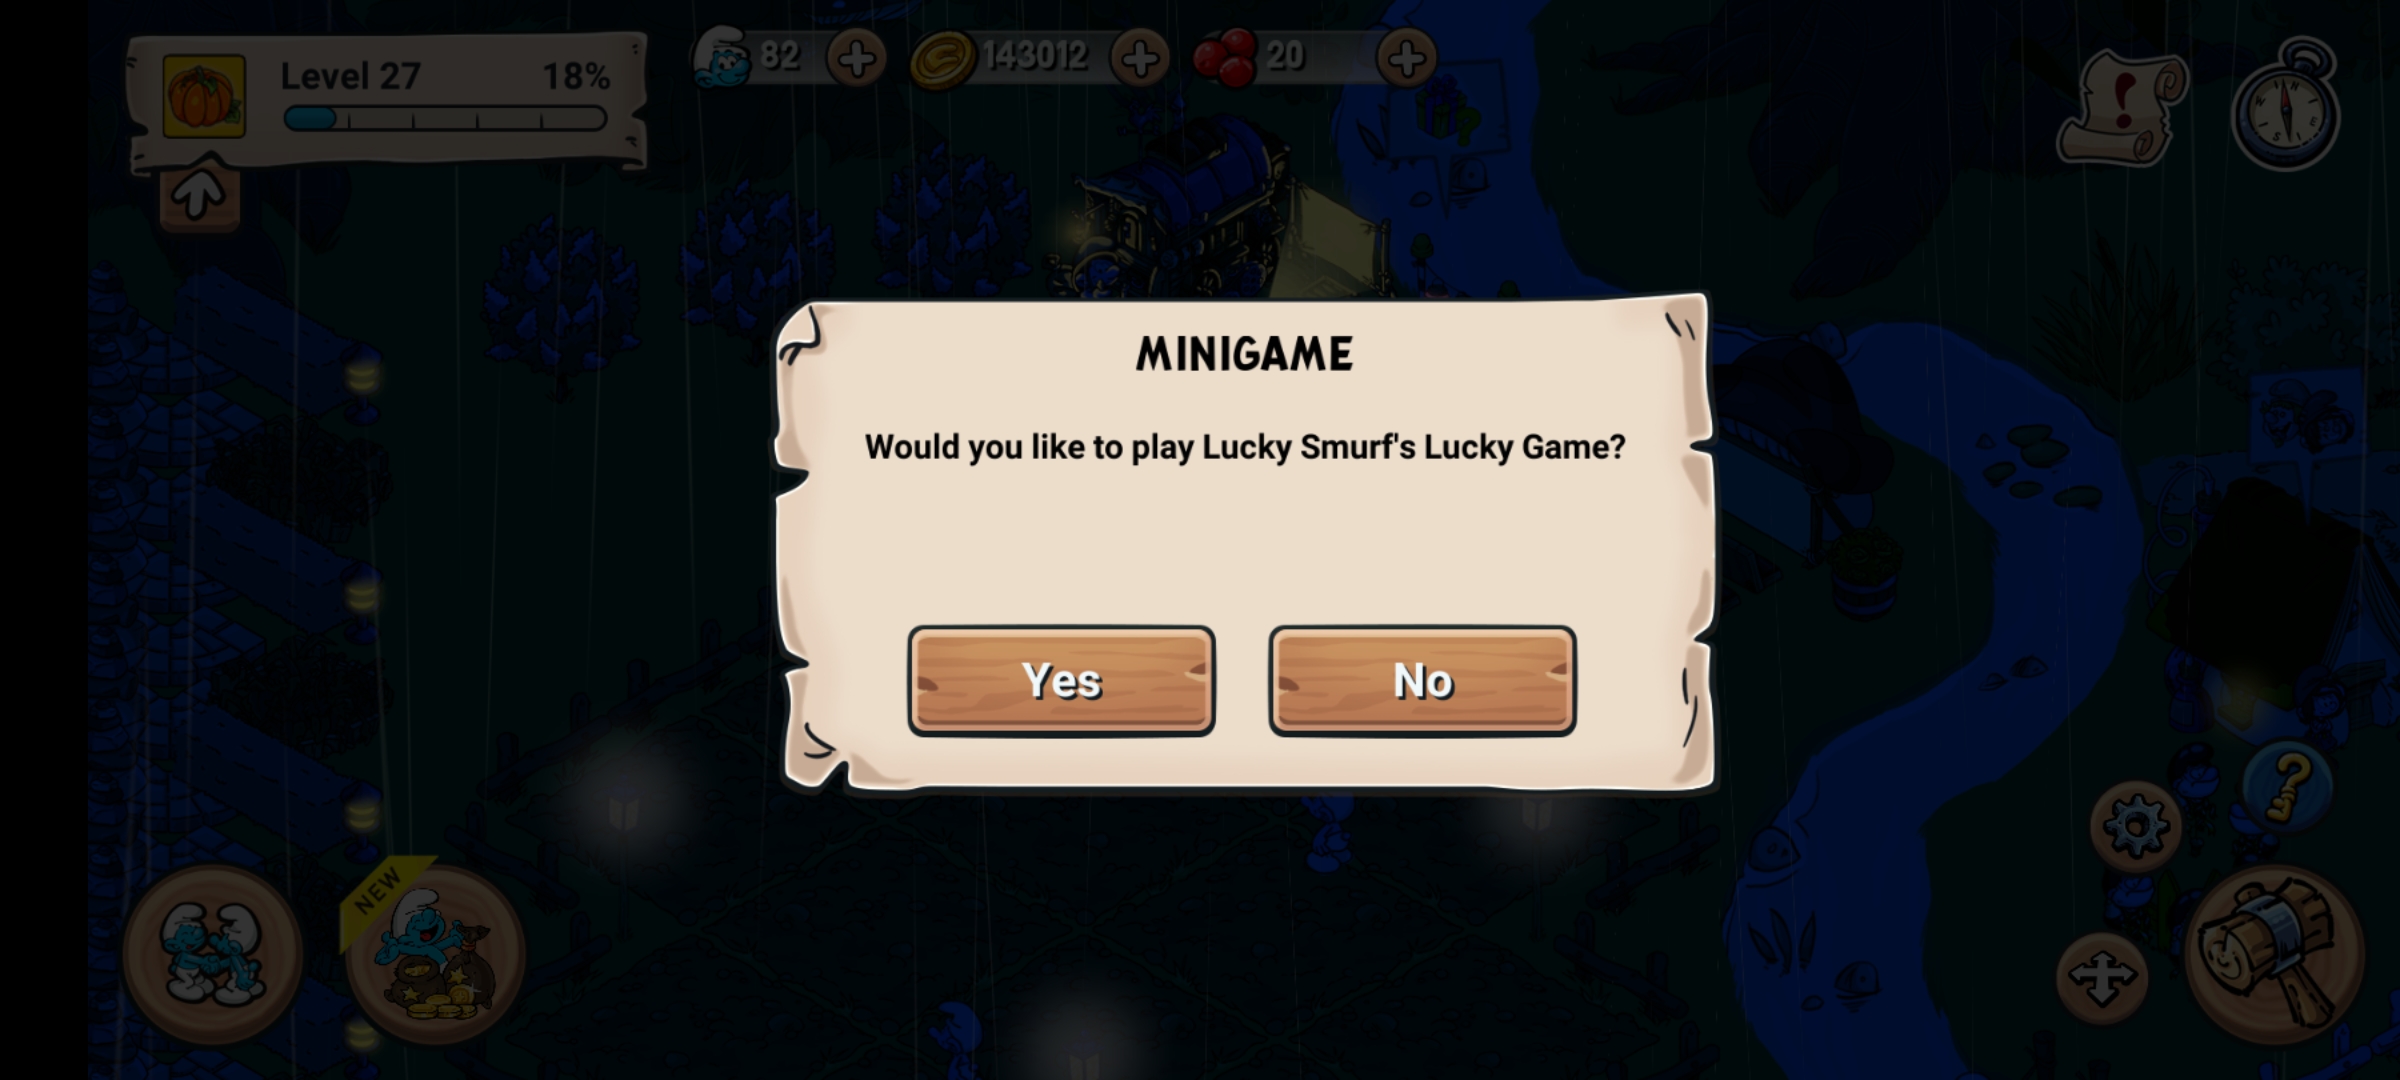 Level 27
18%
82
143012
20
MINIGAME
Would you like to play Lucky Smurf's Lucky Game?
Yes
No
NEW